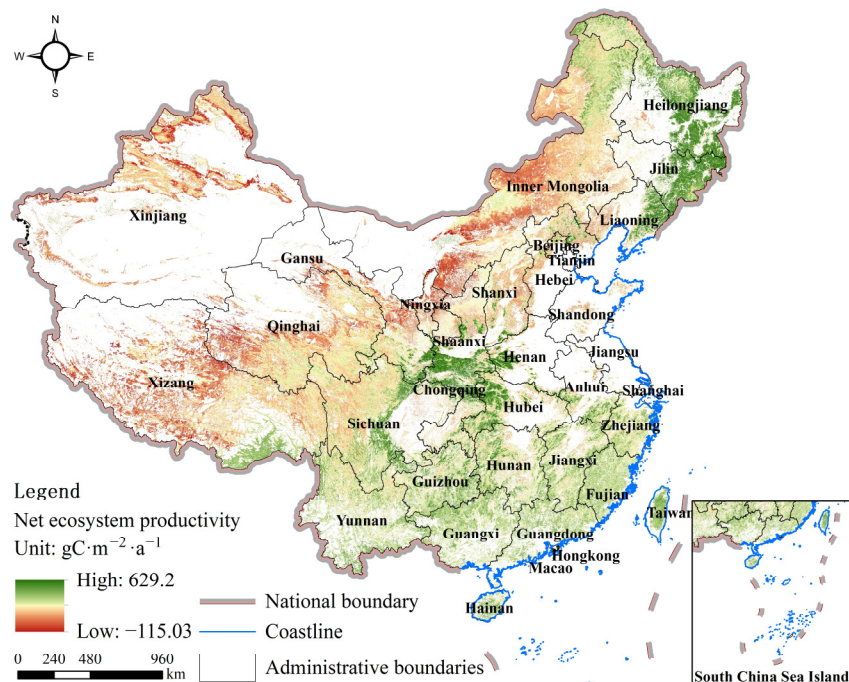 N
W E
S
Heilongjiang
Jilin
Inner Mongolia
Liaoning
Xinjiang
Beijing
Tianjin
Gansu
Hebei
Shanxi
Ningxia
Shandong
Qinghai
Shaanxi
Henan
Jiangsu
Xizang
Chongqing
Anhui
Shanghai
Hubei
Sichuan
Zhejiang
Hunan
Jiangxi
Guizhou
Fujian
Legend
Net ecosystem productivity
Unit: gC·m⁻²·a⁻¹
Yunnan
Guangxi
Guangdong
Taiwan
Hongkong
Macao
Hainan
High: 629.2
Low: −115.03
National boundary
Coastline
Administrative boundaries
0 240 480 960
km
South China Sea Island